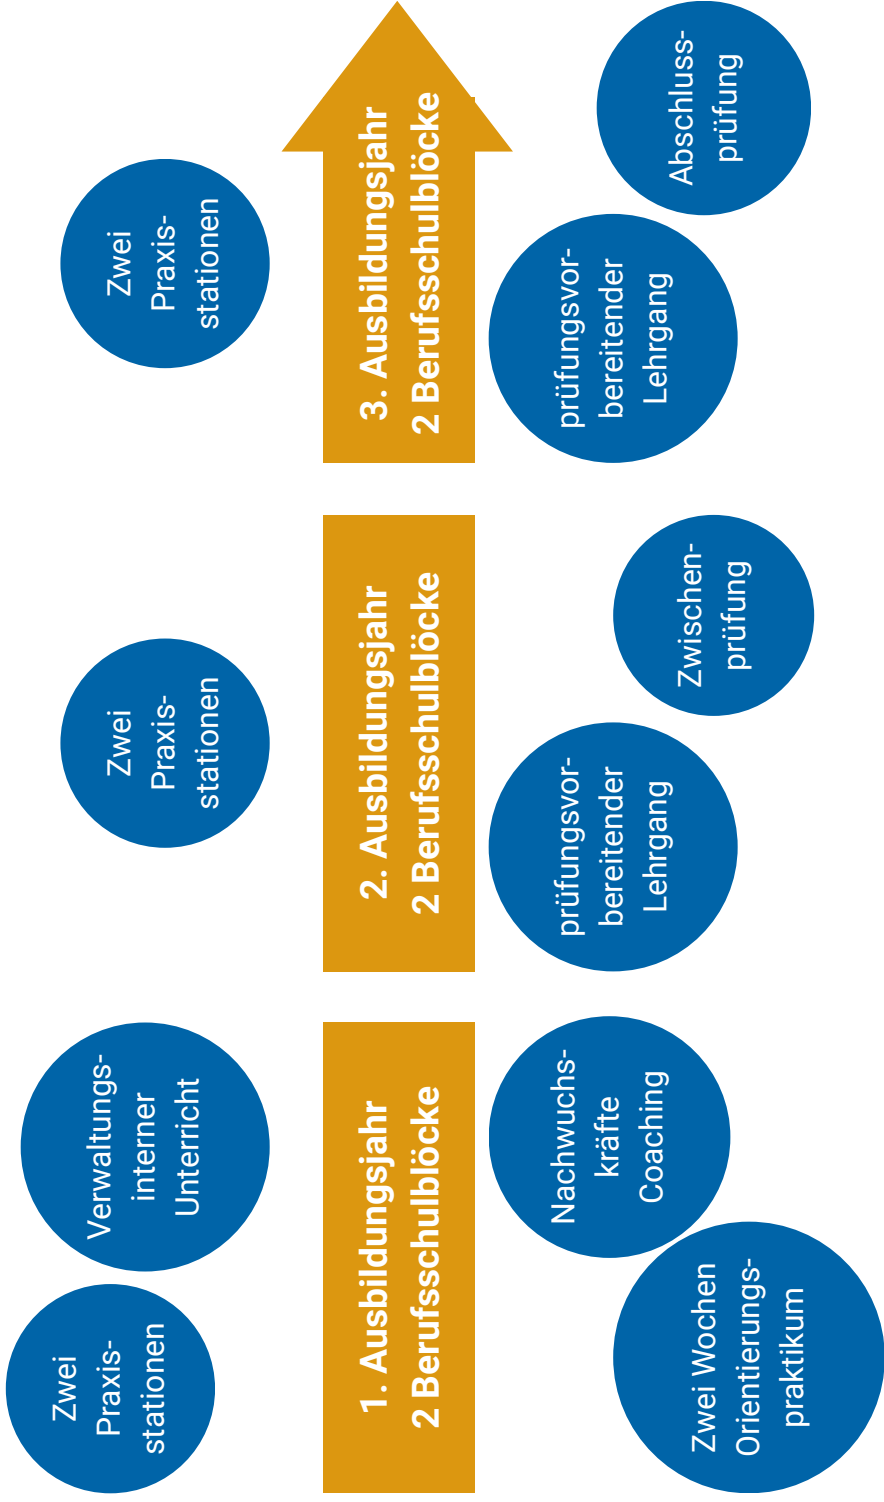 Zwei
Praxis-
stationen
Verwaltungs-
interner
Unterricht
1. Ausbildungsjahr
2 Berufsschulblöcke
Zwei Wochen
Orientierungs-
praktikum
Nachwuchs-
kräfte
Coaching
Zwei
Praxis-
stationen
2. Ausbildungsjahr
2 Berufsschulblöcke
prüfungsvor-
bereitender
Lehrgang
Zwischen-
prüfung
Zwei
Praxis-
stationen
3. Ausbildungsjahr
2 Berufsschulblöcke
prüfungsvor-
bereitender
Lehrgang
Abschluss-
prüfung